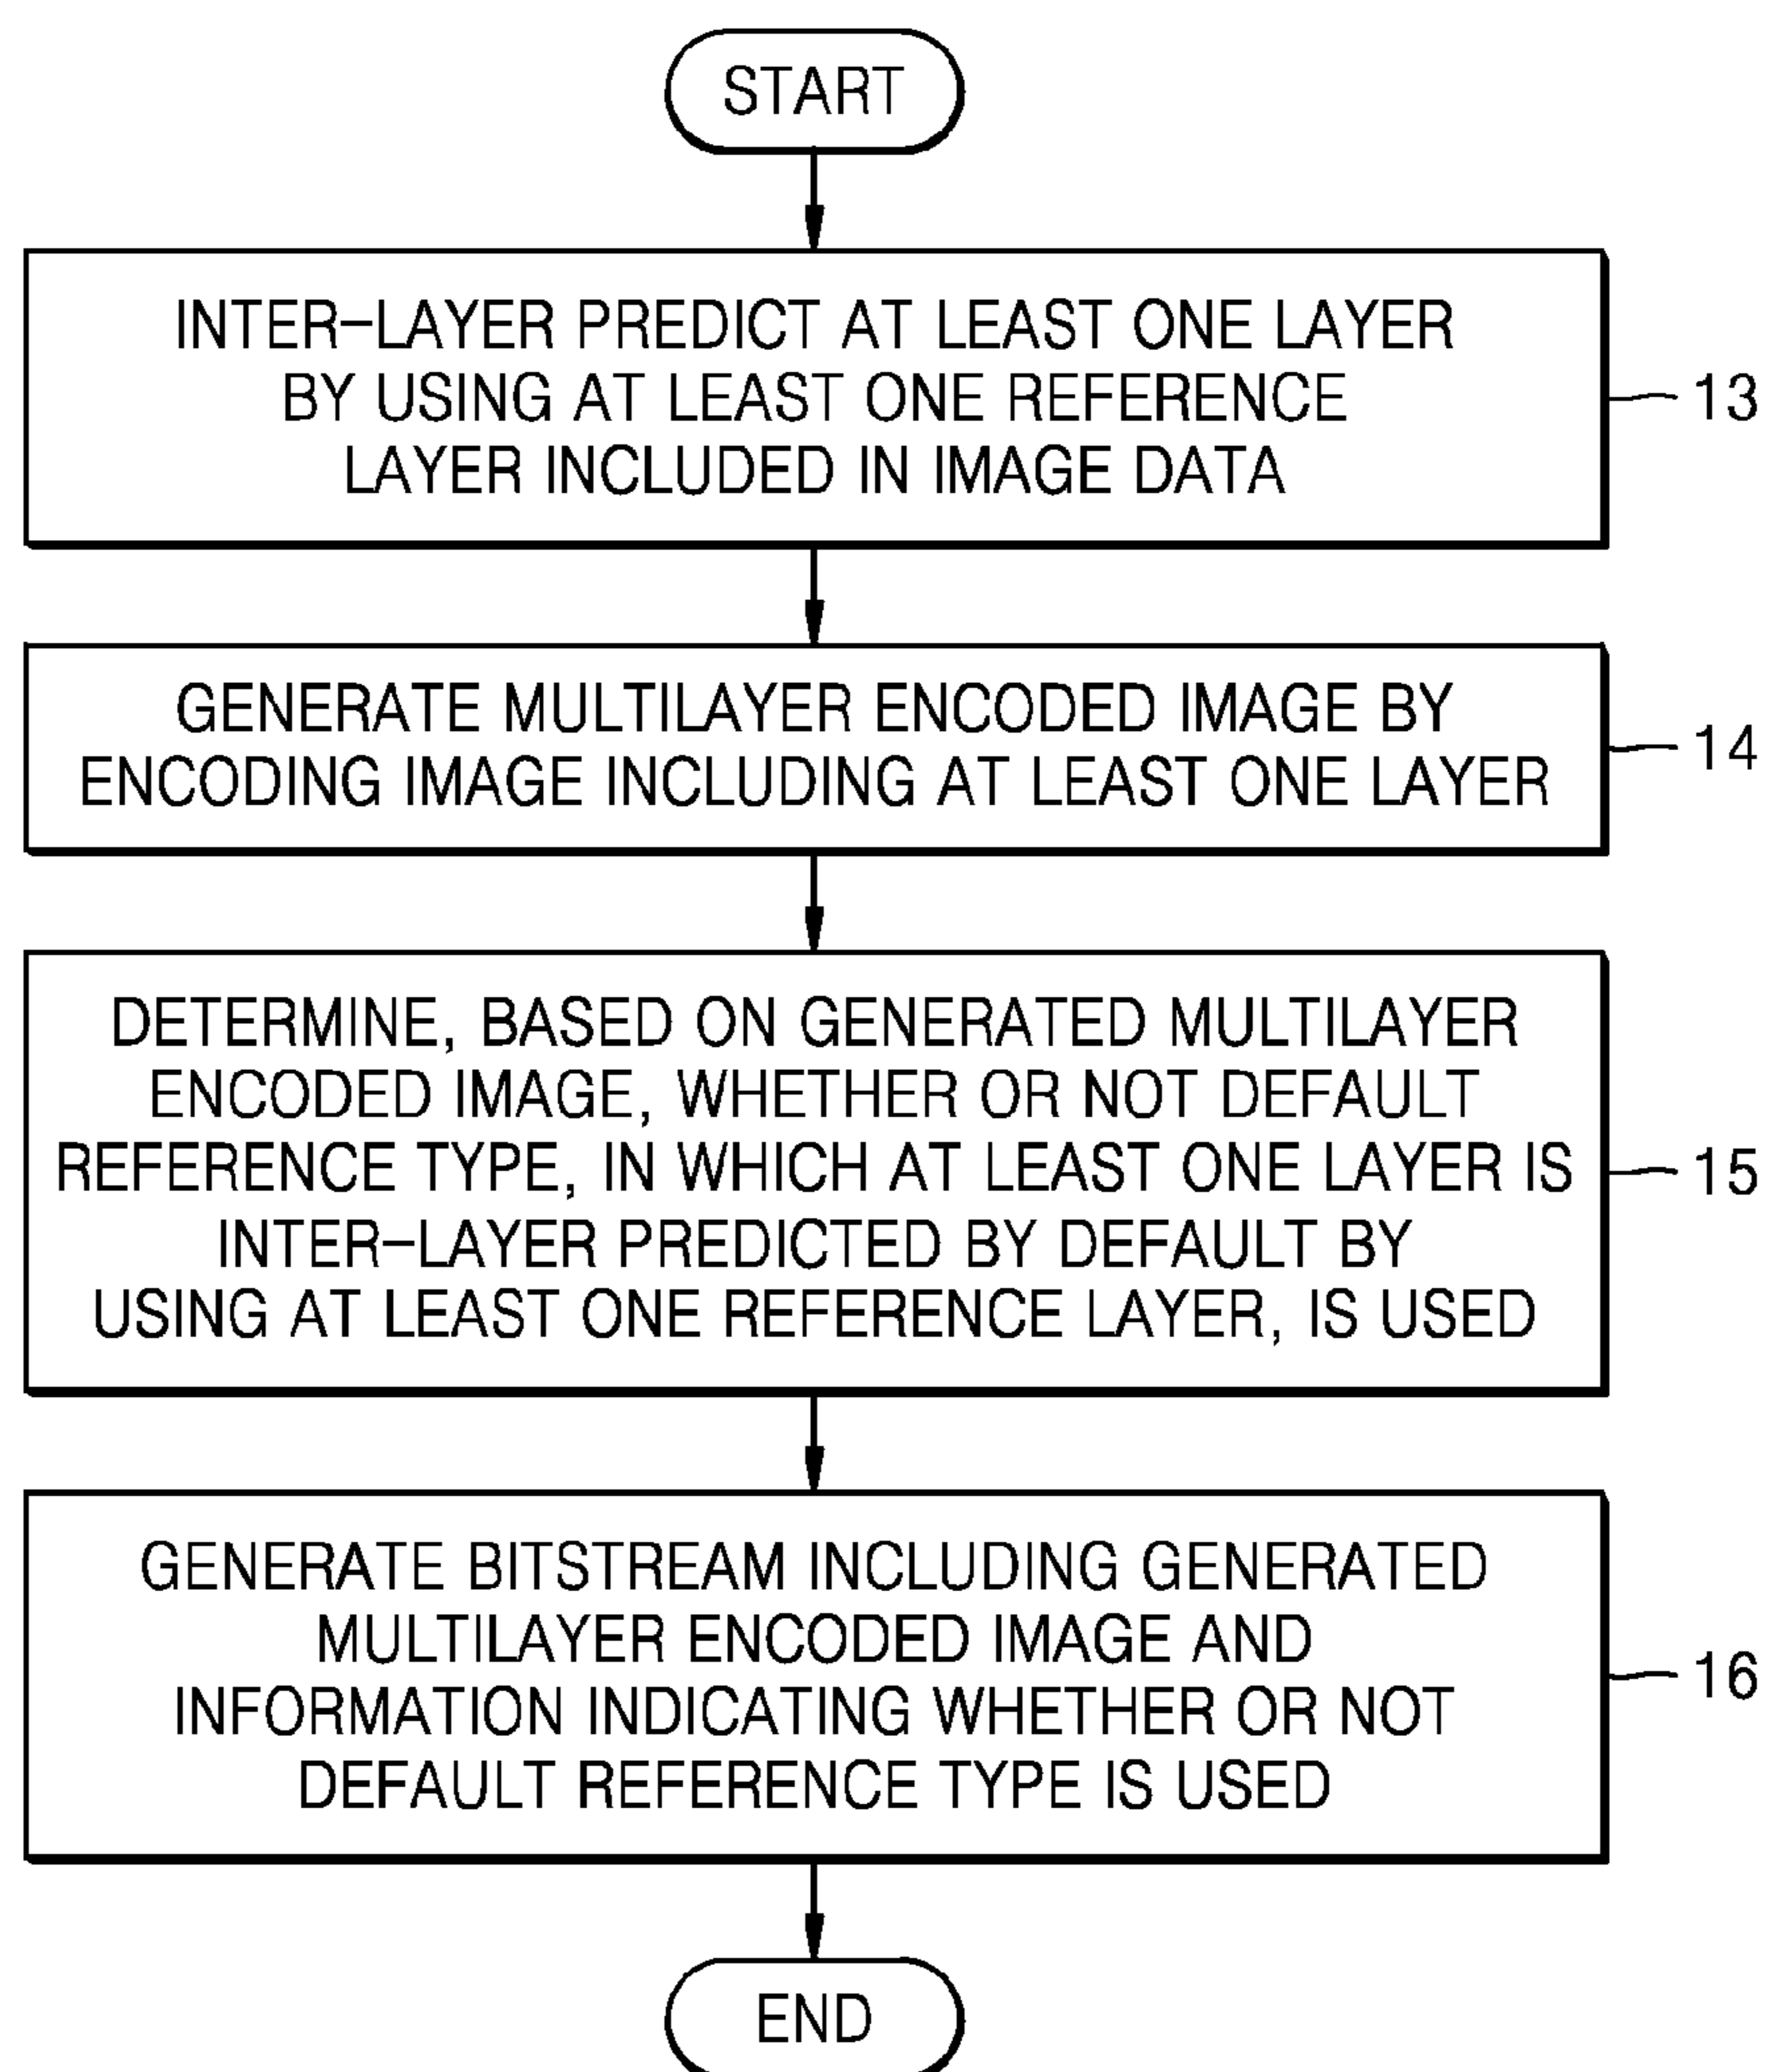 START
INTER-LAYER PREDICT AT LEAST ONE LAYER
BY USING AT LEAST ONE REFERENCE
LAYER INCLUDED IN IMAGE DATA
13
GENERATE MULTILAYER ENCODED IMAGE BY
ENCODING IMAGE INCLUDING AT LEAST ONE LAYER
14
DETERMINE, BASED ON GENERATED MULTILAYER
ENCODED IMAGE, WHETHER OR NOT DEFAULT
REFERENCE TYPE, IN WHICH AT LEAST ONE LAYER IS
INTER-LAYER PREDICTED BY DEFAULT BY
USING AT LEAST ONE REFERENCE LAYER, IS USED
15
GENERATE BITSTREAM INCLUDING GENERATED
MULTILAYER ENCODED IMAGE AND
INFORMATION INDICATING WHETHER OR NOT
DEFAULT REFERENCE TYPE IS USED
16
END